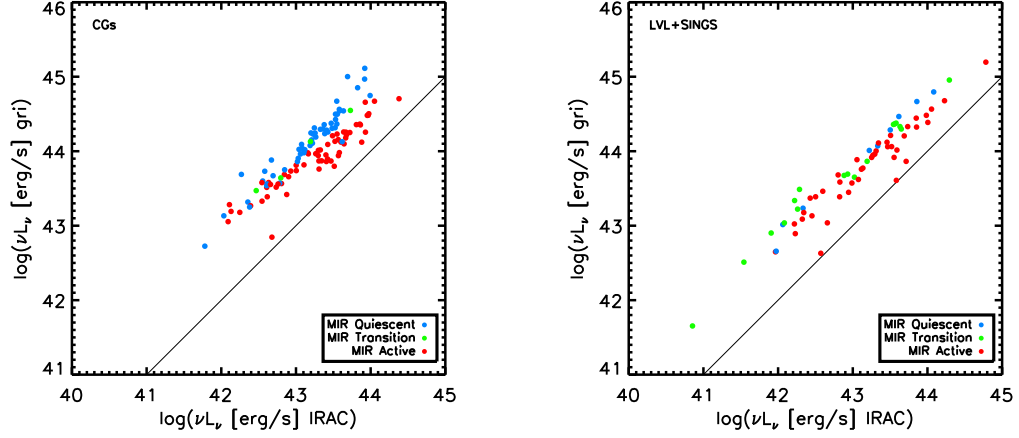 CGs
46
45
44
43
42
41
log(νLν [erg/s] gri)
MIR Quiescent
MIR Transition
MIR Active
40 41 42 43 44 45
log(νLν [erg/s] IRAC)
LVL+SINGS
46
45
44
43
42
41
log(νLν [erg/s] gri)
MIR Quiescent
MIR Transition
MIR Active
40 41 42 43 44 45
log(νLν [erg/s] IRAC)